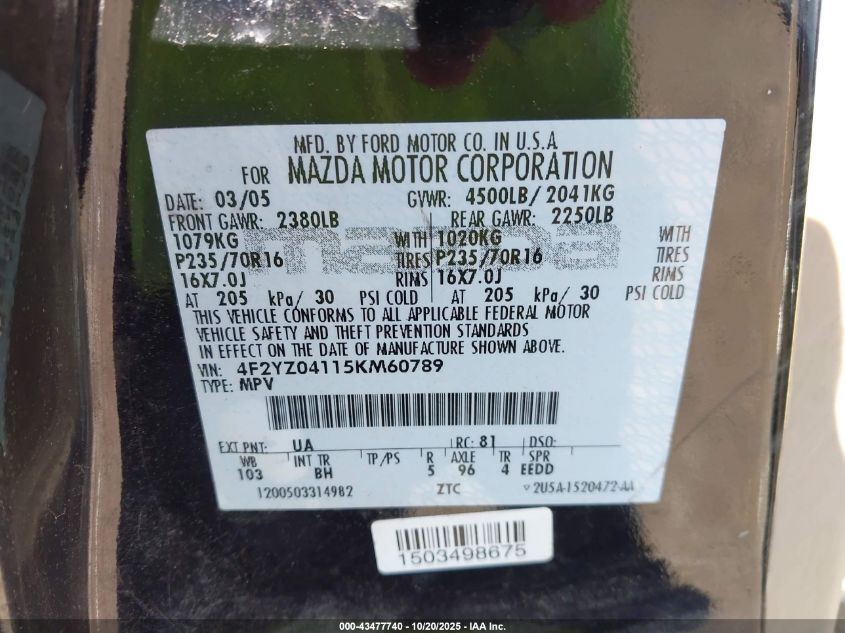 MFD. BY FORD MOTOR CO. IN U.S.A.
FOR MAZDA MOTOR CORPORATION
DATE: 03/05 GVWR: 4500LB/ 2041KG
FRONT GAWR: 2380LB REAR GAWR: 2250LB
1079KG WITH 1020KG WITH
P235/70R16 TIRES P235/70R16 TIRES
16X7.0J RIMS 16X7.0J RIMS
AT 205 kPa/ 30 PSI COLD AT 205 kPa/ 30 PSI COLD
THIS VEHICLE CONFORMS TO ALL APPLICABLE FEDERAL MOTOR
VEHICLE SAFETY AND THEFT PREVENTION STANDARDS
IN EFFECT ON THE DATE OF MANUFACTURE SHOWN ABOVE.
VIN: 4F2YZ04115KM60789
TYPE: MPV
EXT PNT: UA RC: 81 DSO:
WB INT TR TP/PS R AXLE TR SPR
103 BH 5 96 4 EEDD
1200503314982 ZTC 2U5A-1520472-AA
1503498675
000-43477740 - 10/20/2025 - IAA Inc.